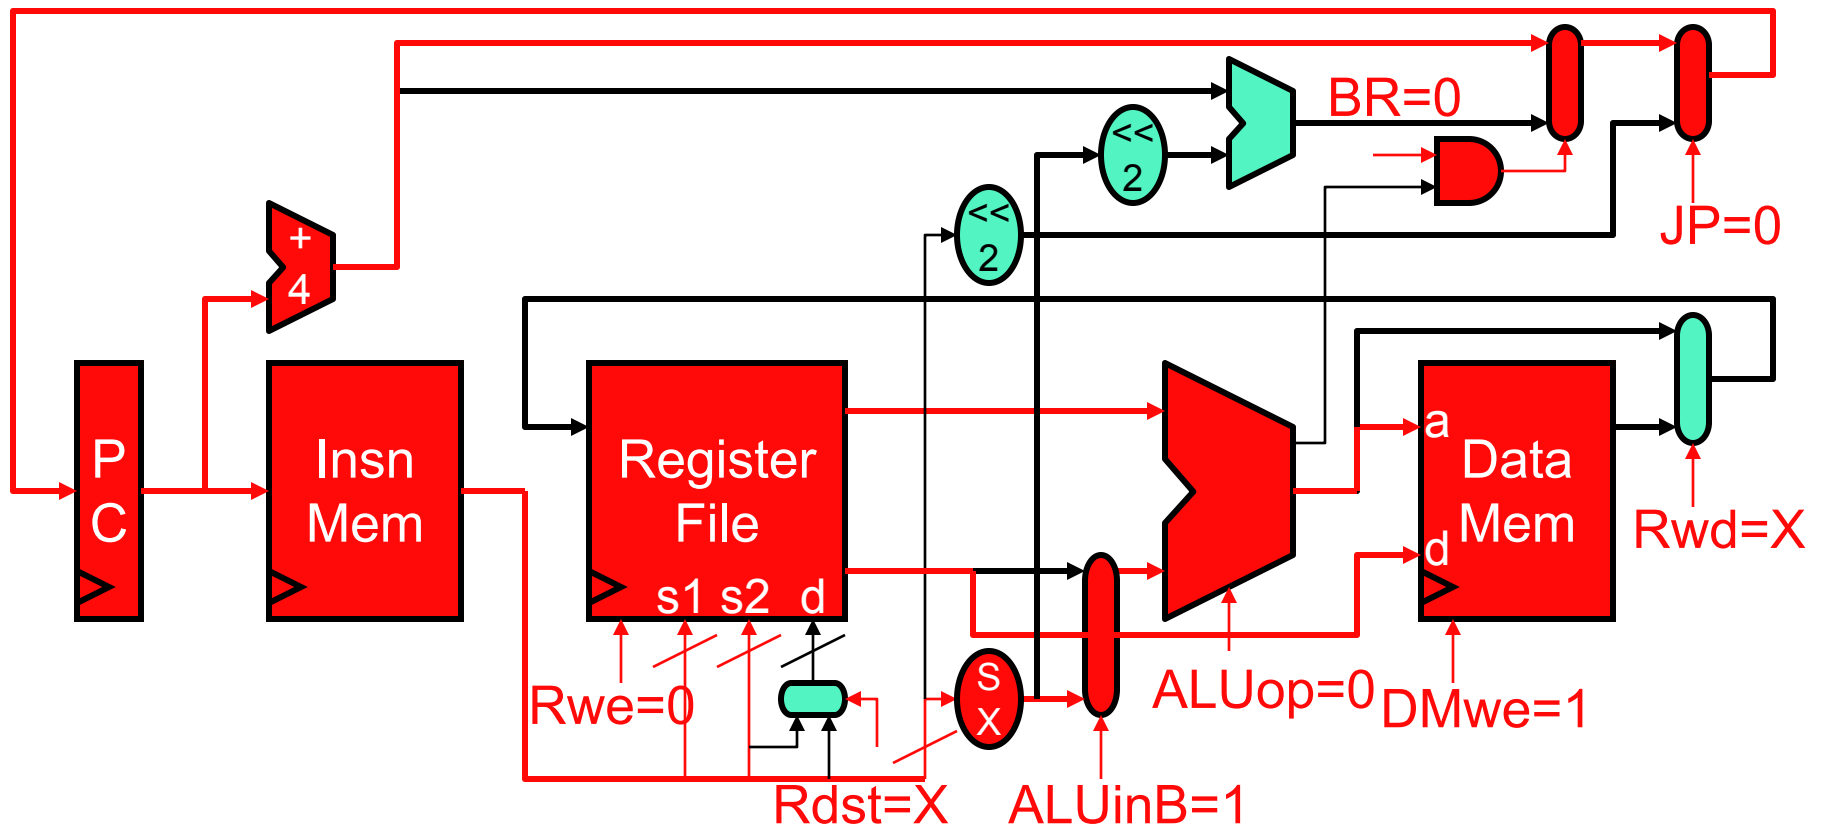 BR=0
<<
2
<<
2
JP=0
+
4
P
C
Insn
Mem
Register
File
s1 s2 d
a
Data
Mem
d
Rwd=X
S
X
Rwe=0
ALUop=0
DMwe=1
Rdst=X
ALUinB=1